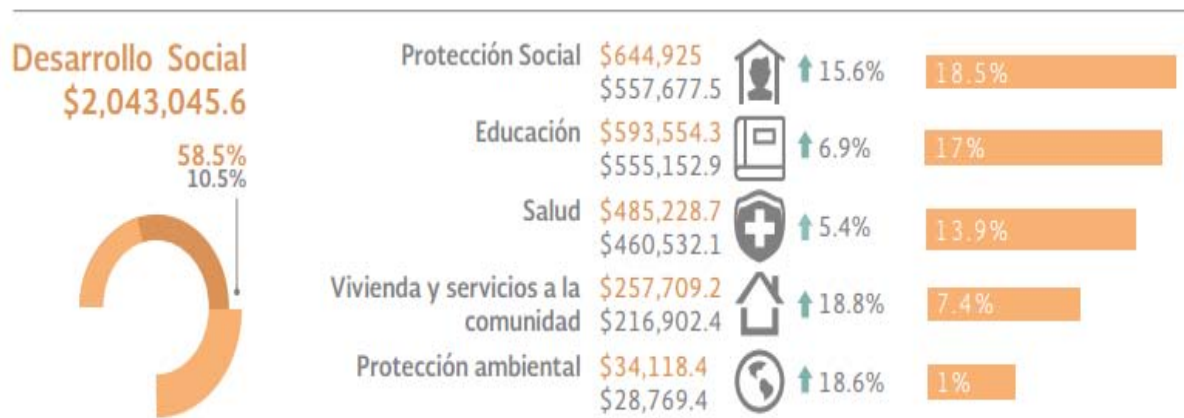 Desarrollo Social
$2,043,045.6
58.5%
10.5%
Protección Social $644,925 15.6% 18.5%
$557,677.5
Educación $593,554.3 6.9% 17%
$555,152.9
Salud $485,228.7 5.4% 13.9%
$460,532.1
Vivienda y servicios a la $257,709.2 18.8% 7.4%
comunidad $216,902.4
Protección ambiental $34,118.4 18.6% 1%
$28,769.4